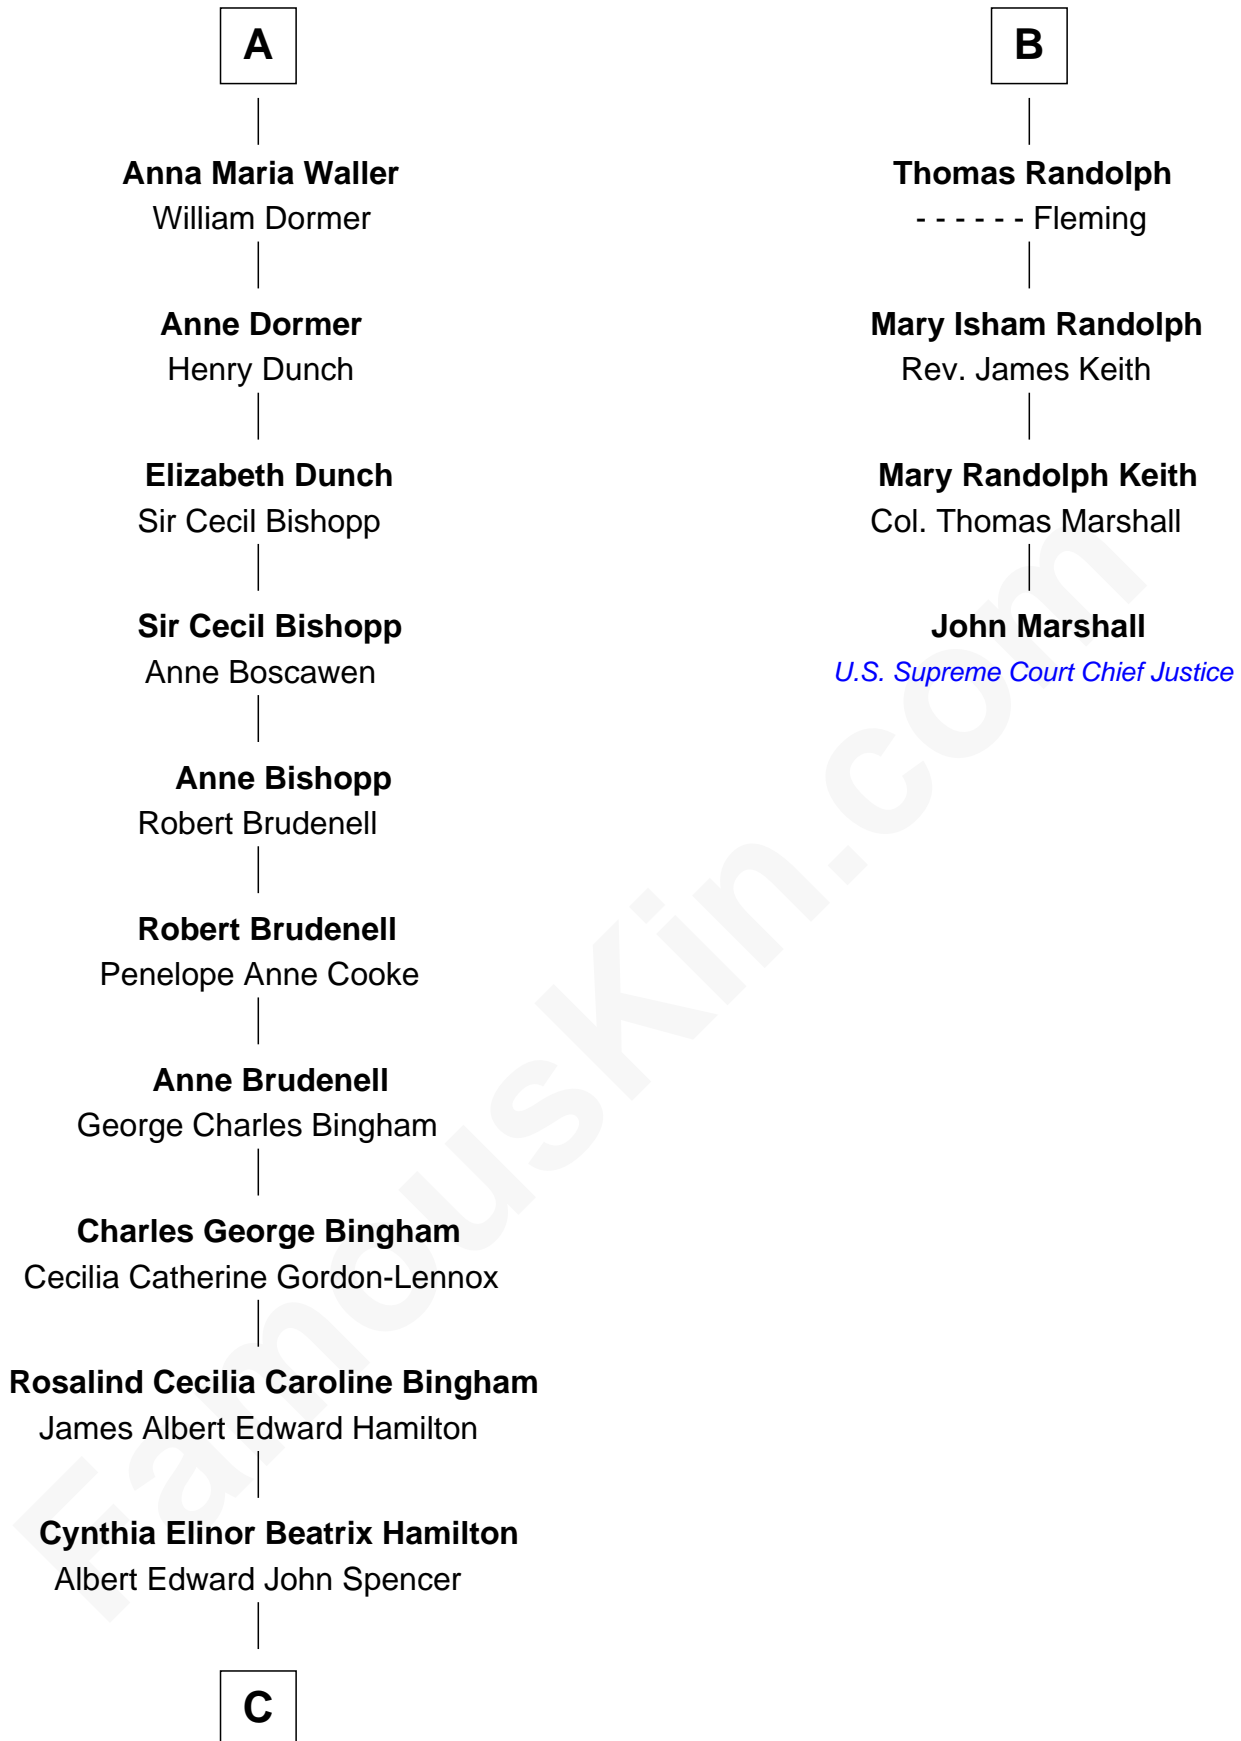 A
Anna Maria Waller
William Dormer
Anne Dormer
Henry Dunch
Elizabeth Dunch
Sir Cecil Bishopp
Sir Cecil Bishopp
Anne Boscawen
Anne Bishopp
Robert Brudenell
Robert Brudenell
Penelope Anne Cooke
Anne Brudenell
George Charles Bingham
Charles George Bingham
Cecilia Catherine Gordon-Lennox
Rosalind Cecilia Caroline Bingham
James Albert Edward Hamilton
Cynthia Elinor Beatrix Hamilton
Albert Edward John Spencer
C
B
Thomas Randolph
- - - - - - Fleming
Mary Isham Randolph
Rev. James Keith
Mary Randolph Keith
Col. Thomas Marshall
John Marshall
U.S. Supreme Court Chief Justice
FamousKin.com